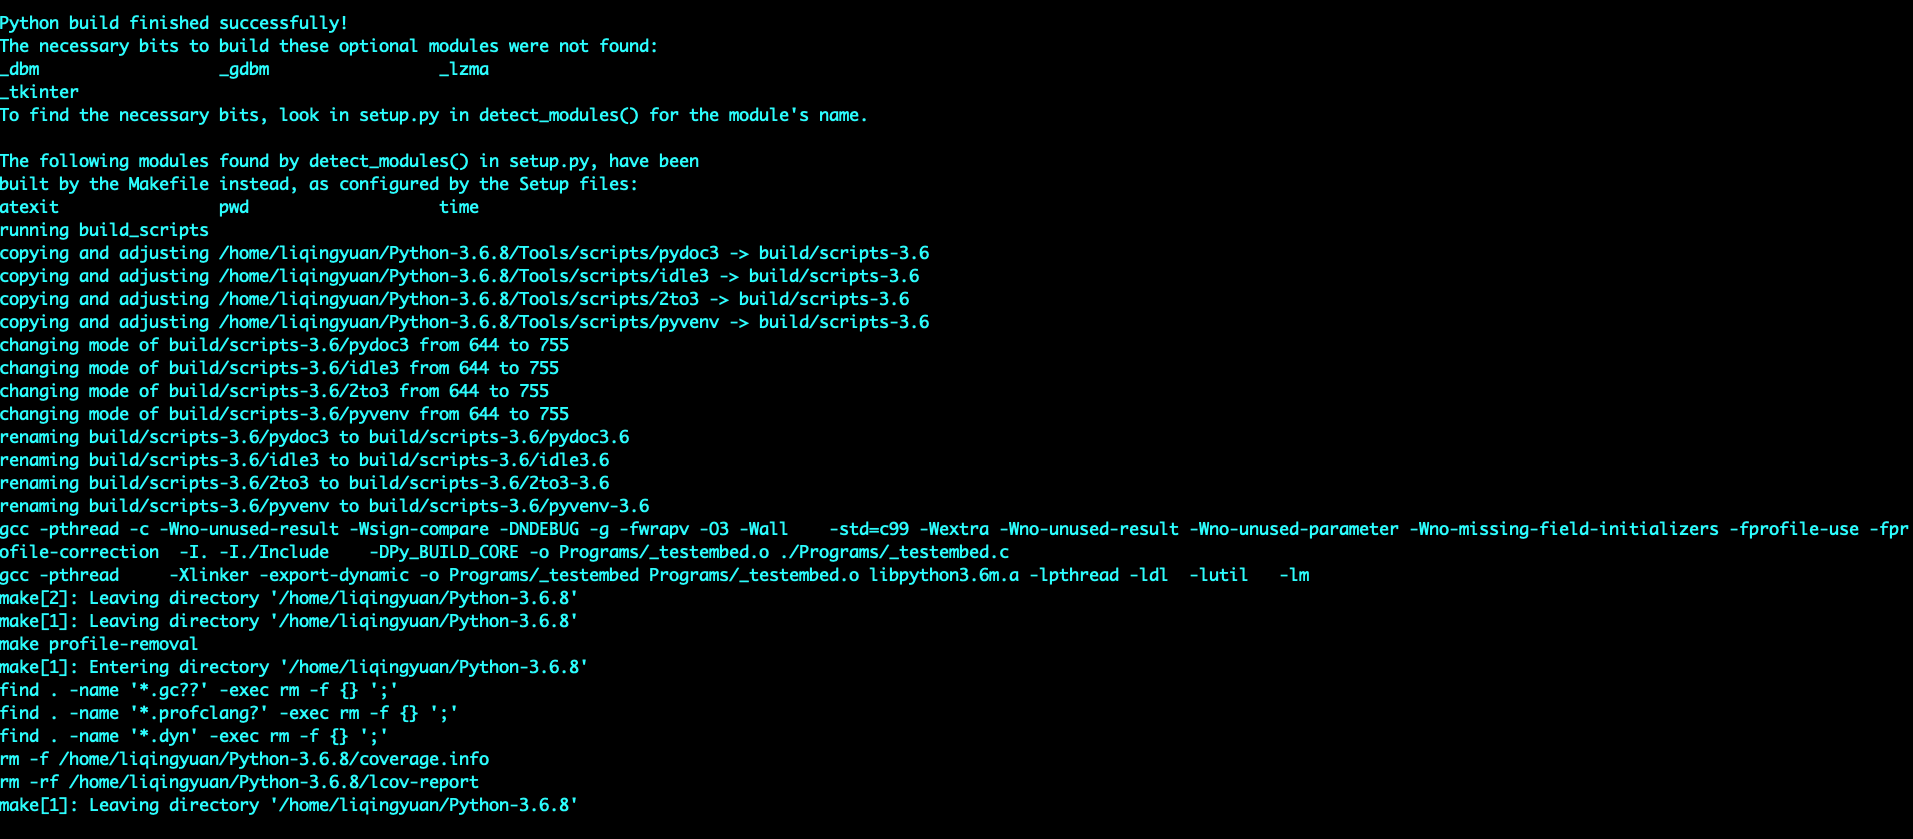 Python build finished successfully!
The necessary bits to build these optional modules were not found:
_dbm                  _gdbm                 _lzma
_tkinter
To find the necessary bits, look in setup.py in detect_modules() for the module's name.

The following modules found by detect_modules() in setup.py, have been
built by the Makefile instead, as configured by the Setup files:
atexit                pwd                   time
running build_scripts
copying and adjusting /home/liqingyuan/Python-3.6.8/Tools/scripts/pydoc3 -> build/scripts-3.6
copying and adjusting /home/liqingyuan/Python-3.6.8/Tools/scripts/idle3 -> build/scripts-3.6
copying and adjusting /home/liqingyuan/Python-3.6.8/Tools/scripts/2to3 -> build/scripts-3.6
copying and adjusting /home/liqingyuan/Python-3.6.8/Tools/scripts/pyvenv -> build/scripts-3.6
changing mode of build/scripts-3.6/pydoc3 from 644 to 755
changing mode of build/scripts-3.6/idle3 from 644 to 755
changing mode of build/scripts-3.6/2to3 from 644 to 755
changing mode of build/scripts-3.6/pyvenv from 644 to 755
renaming build/scripts-3.6/pydoc3 to build/scripts-3.6/pydoc3.6
renaming build/scripts-3.6/idle3 to build/scripts-3.6/idle3.6
renaming build/scripts-3.6/2to3 to build/scripts-3.6/2to3-3.6
renaming build/scripts-3.6/pyvenv to build/scripts-3.6/pyvenv-3.6
gcc -pthread -c -Wno-unused-result -Wsign-compare -DNDEBUG -g -fwrapv -O3 -Wall    -std=c99 -Wextra -Wno-unused-result -Wno-unused-parameter -Wno-missing-field-initializers -fprofile-use -fpr
ofile-correction  -I. -I./Include    -DPy_BUILD_CORE -o Programs/_testembed.o ./Programs/_testembed.c
gcc -pthread     -Xlinker -export-dynamic -o Programs/_testembed Programs/_testembed.o libpython3.6m.a -lpthread -ldl  -lutil   -lm
make[2]: Leaving directory '/home/liqingyuan/Python-3.6.8'
make[1]: Leaving directory '/home/liqingyuan/Python-3.6.8'
make profile-removal
make[1]: Entering directory '/home/liqingyuan/Python-3.6.8'
find . -name '*.gc??' -exec rm -f {} ';'
find . -name '*.profclang?' -exec rm -f {} ';'
find . -name '*.dyn' -exec rm -f {} ';'
rm -f /home/liqingyuan/Python-3.6.8/coverage.info
rm -rf /home/liqingyuan/Python-3.6.8/lcov-report
make[1]: Leaving directory '/home/liqingyuan/Python-3.6.8'